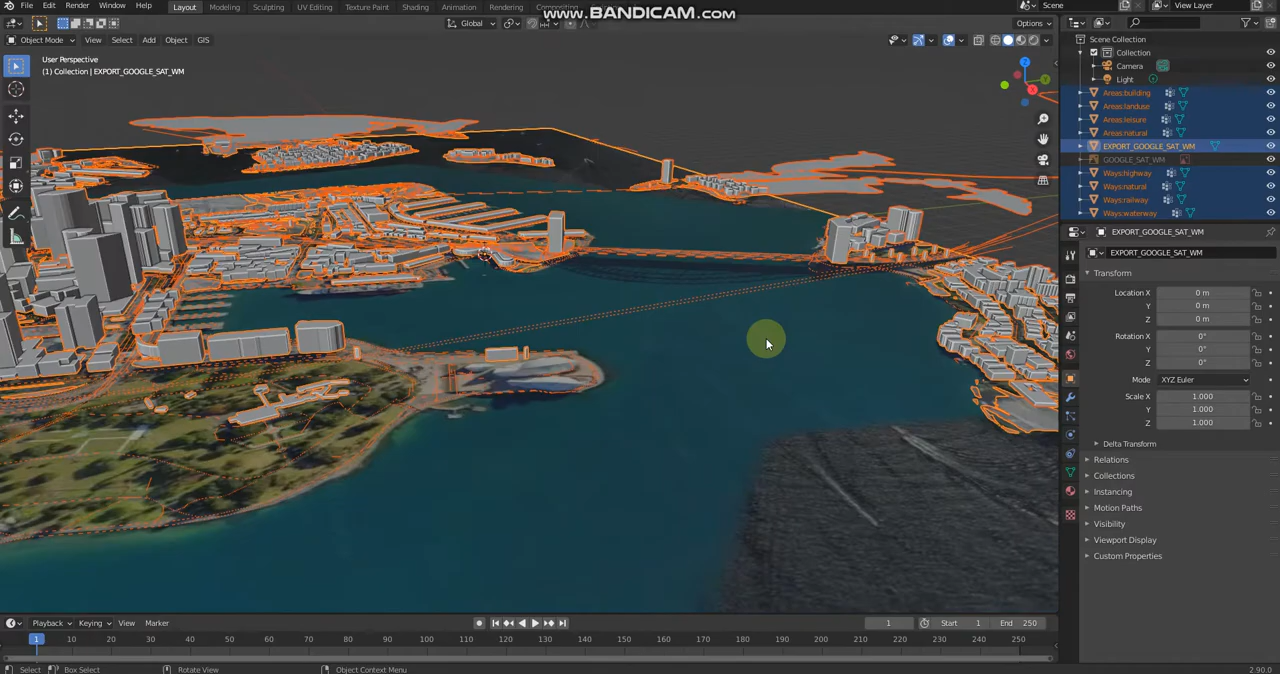 File Edit Render Window Help Layout Modeling Sculpting UV Editing Texture Paint Shading Animation Rendering Compositing Scene View Layer
www.BANDICAM.com
Global Options
Object Mode View Select Add Object GIS
User Perspective
(1) Collection | EXPORT_GOOGLE_SAT_WM
Z
Scene Collection
Collection
Camera
Light
Areas:building
Areas:landuse
Areas:leisure
Areas:natural
EXPORT_GOOGLE_SAT_WM
GOOGLE_SAT_WM
Ways:highway
Ways:natural
Ways:railway
Ways:waterway
EXPORT_GOOGLE_SAT_WM
EXPORT_GOOGLE_SAT_WM
Transform
Location X 0 m
Y 0 m
Z 0 m
Rotation X 0°
Y 0°
Z 0°
Mode XYZ Euler
Scale X 1.000
Y 1.000
Z 1.000
Delta Transform
Relations
Collections
Instancing
Motion Paths
Visibility
Viewport Display
Custom Properties
Playback Keying View Marker 1 Start 1 End 250
1 10 20 30 40 50 60 70 80 90 100 110 120 130 140 150 160 170 180 190 200 210 220 230 240 250
Select Box Select Rotate View Object Context Menu 2.90.0